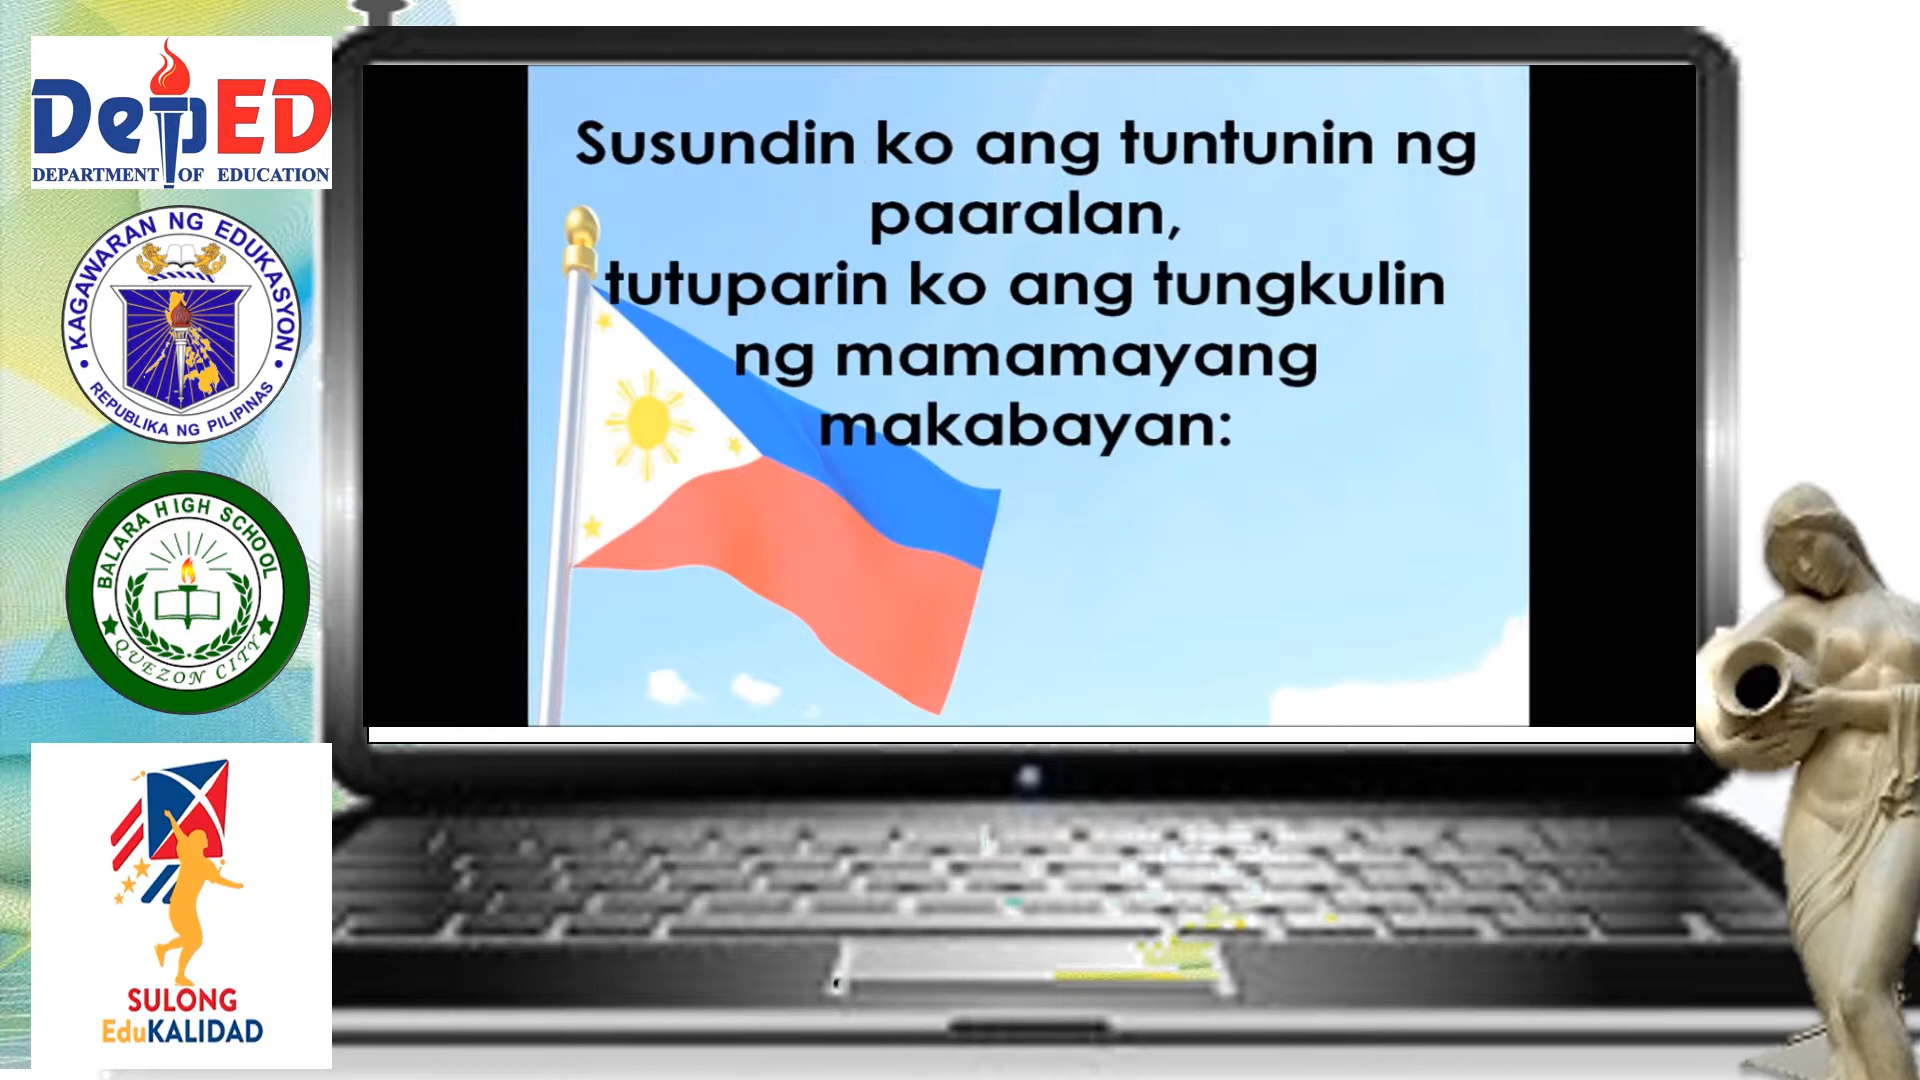 DepED
DEPARTMENT OF EDUCATION
KAGAWARAN NG EDUKASYON
REPUBLIKA NG PILIPINAS
BALARA HIGH SCHOOL
QUEZON CITY
SULONG
EduKALIDAD
Susundin ko ang tuntunin ng
paaralan,
tutuparin ko ang tungkulin
ng mamamayang
makabayan: